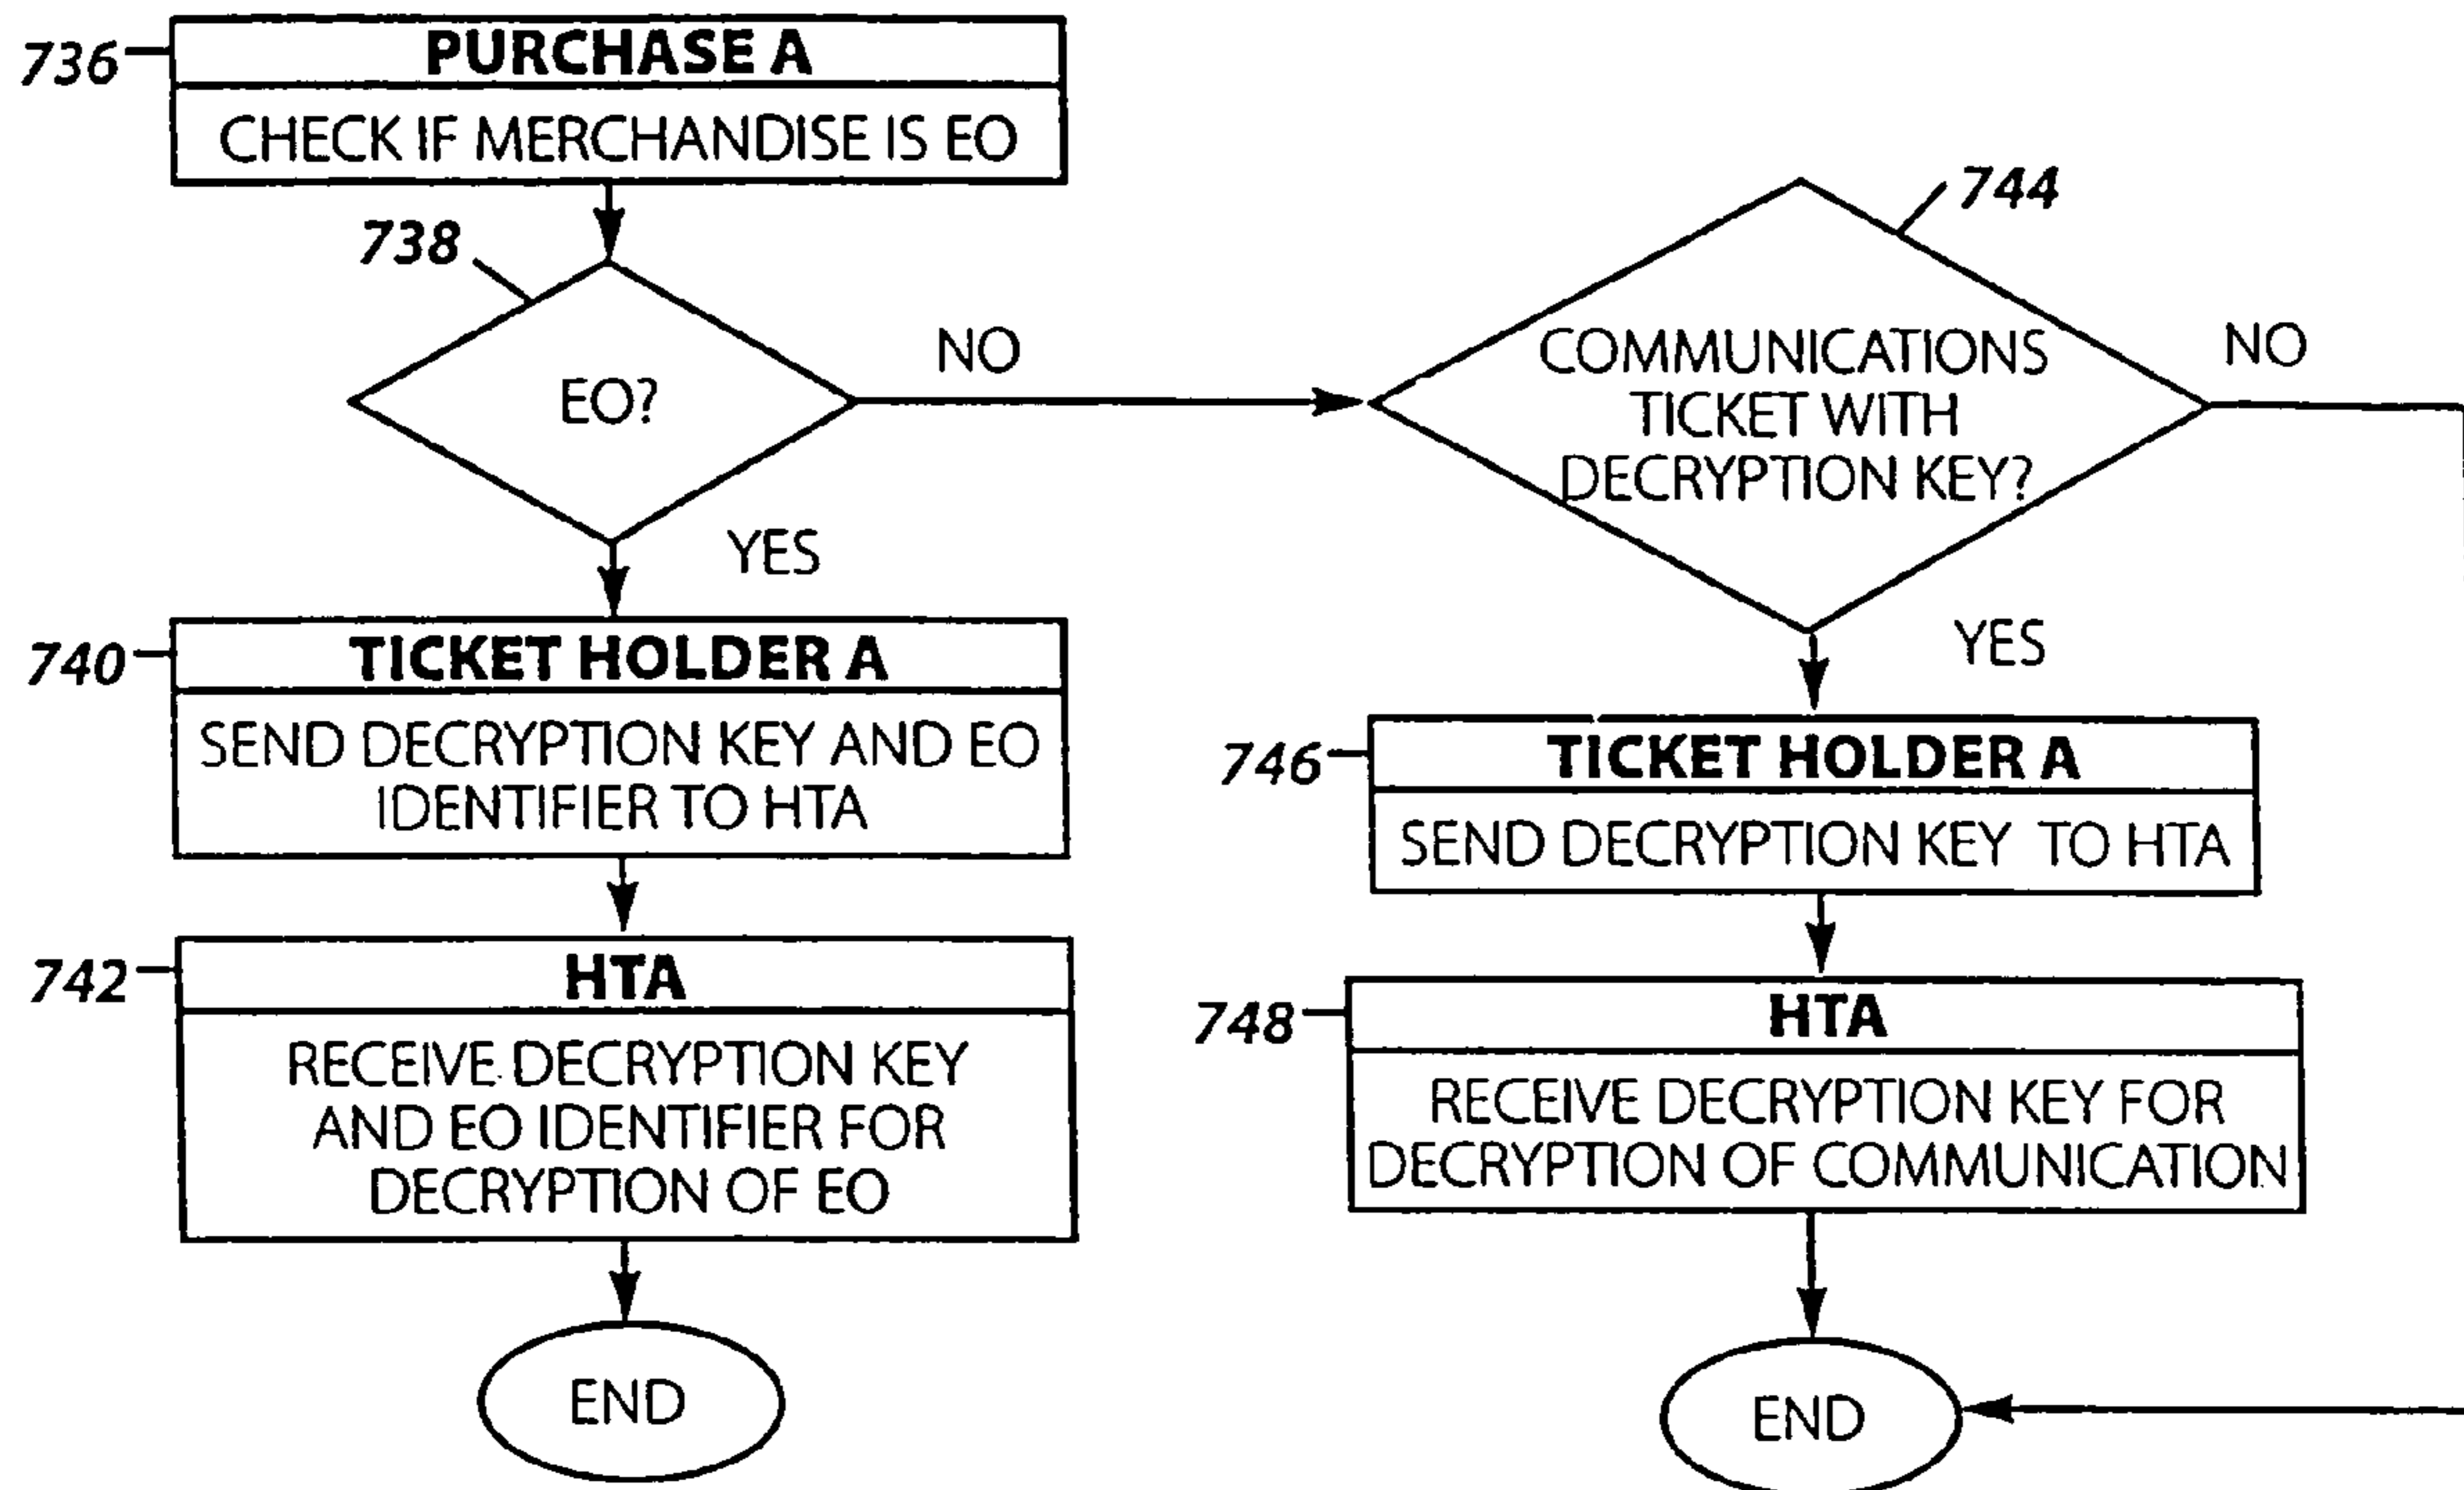 736
PURCHASE A
CHECK IF MERCHANDISE IS EO
738
EO?
NO
YES
740
TICKET HOLDER A
SEND DECRYPTION KEY AND EO
IDENTIFIER TO HTA
742
HTA
RECEIVE DECRYPTION KEY
AND EO IDENTIFIER FOR
DECRYPTION OF EO
END
744
COMMUNICATIONS
TICKET WITH
DECRYPTION KEY?
NO
YES
746
TICKET HOLDER A
SEND DECRYPTION KEY TO HTA
748
HTA
RECEIVE DECRYPTION KEY FOR
DECRYPTION OF COMMUNICATION
END